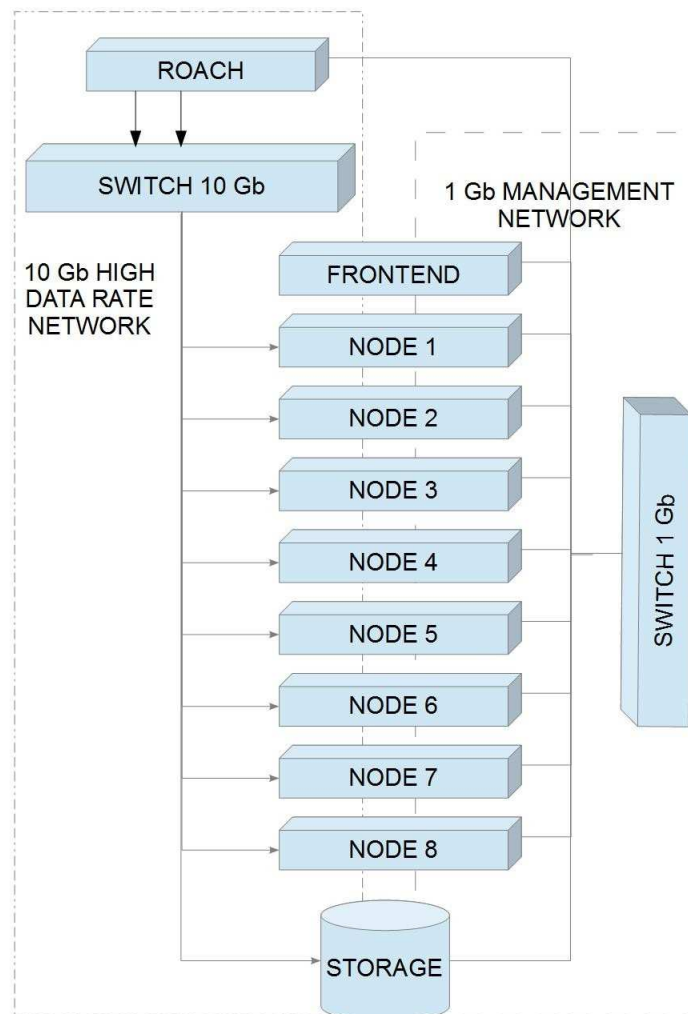 ROACH
SWITCH 10 Gb
1 Gb MANAGEMENT
NETWORK
10 Gb HIGH
DATA RATE
NETWORK
FRONTEND
NODE 1
NODE 2
NODE 3
NODE 4
NODE 5
NODE 6
NODE 7
NODE 8
SWITCH 1 Gb
STORAGE